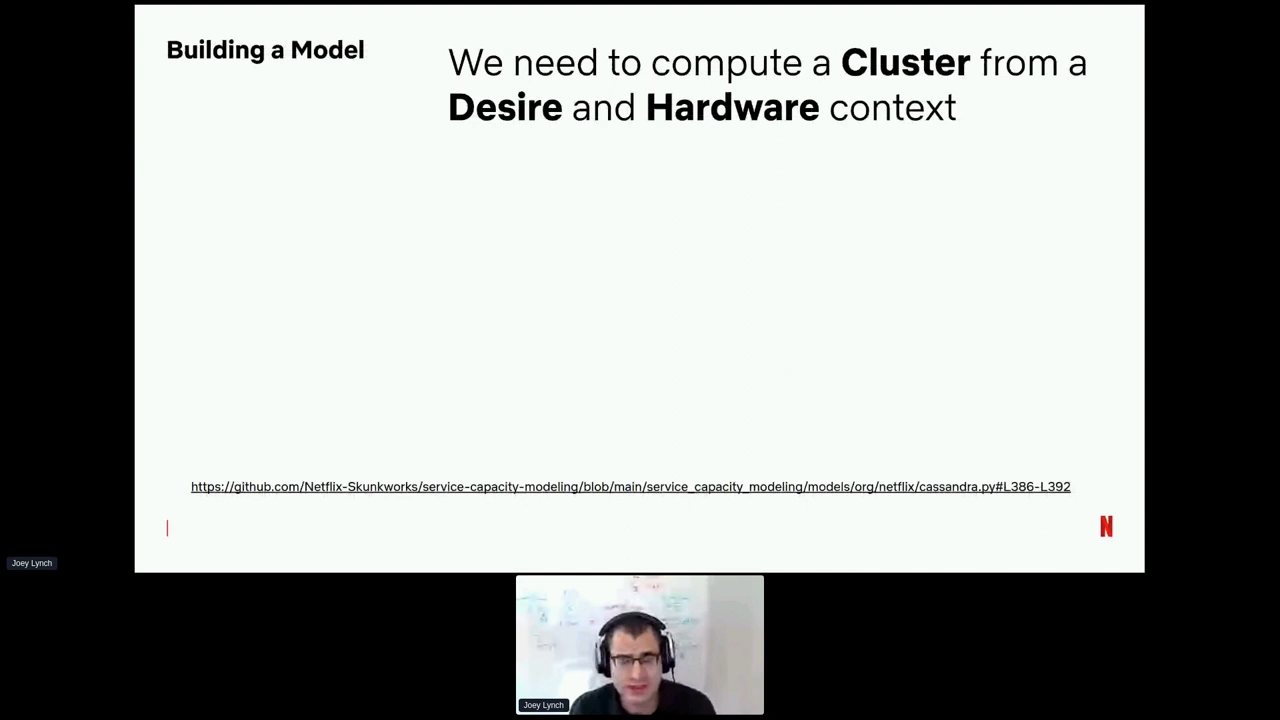 Building a Model
We need to compute a Cluster from a
Desire and Hardware context
https://github.com/Netflix-Skunkworks/service-capacity-modeling/blob/main/service_capacity_modeling/models/org/netflix/cassandra.py#L386-L392
N
Joey Lynch
Joey Lynch